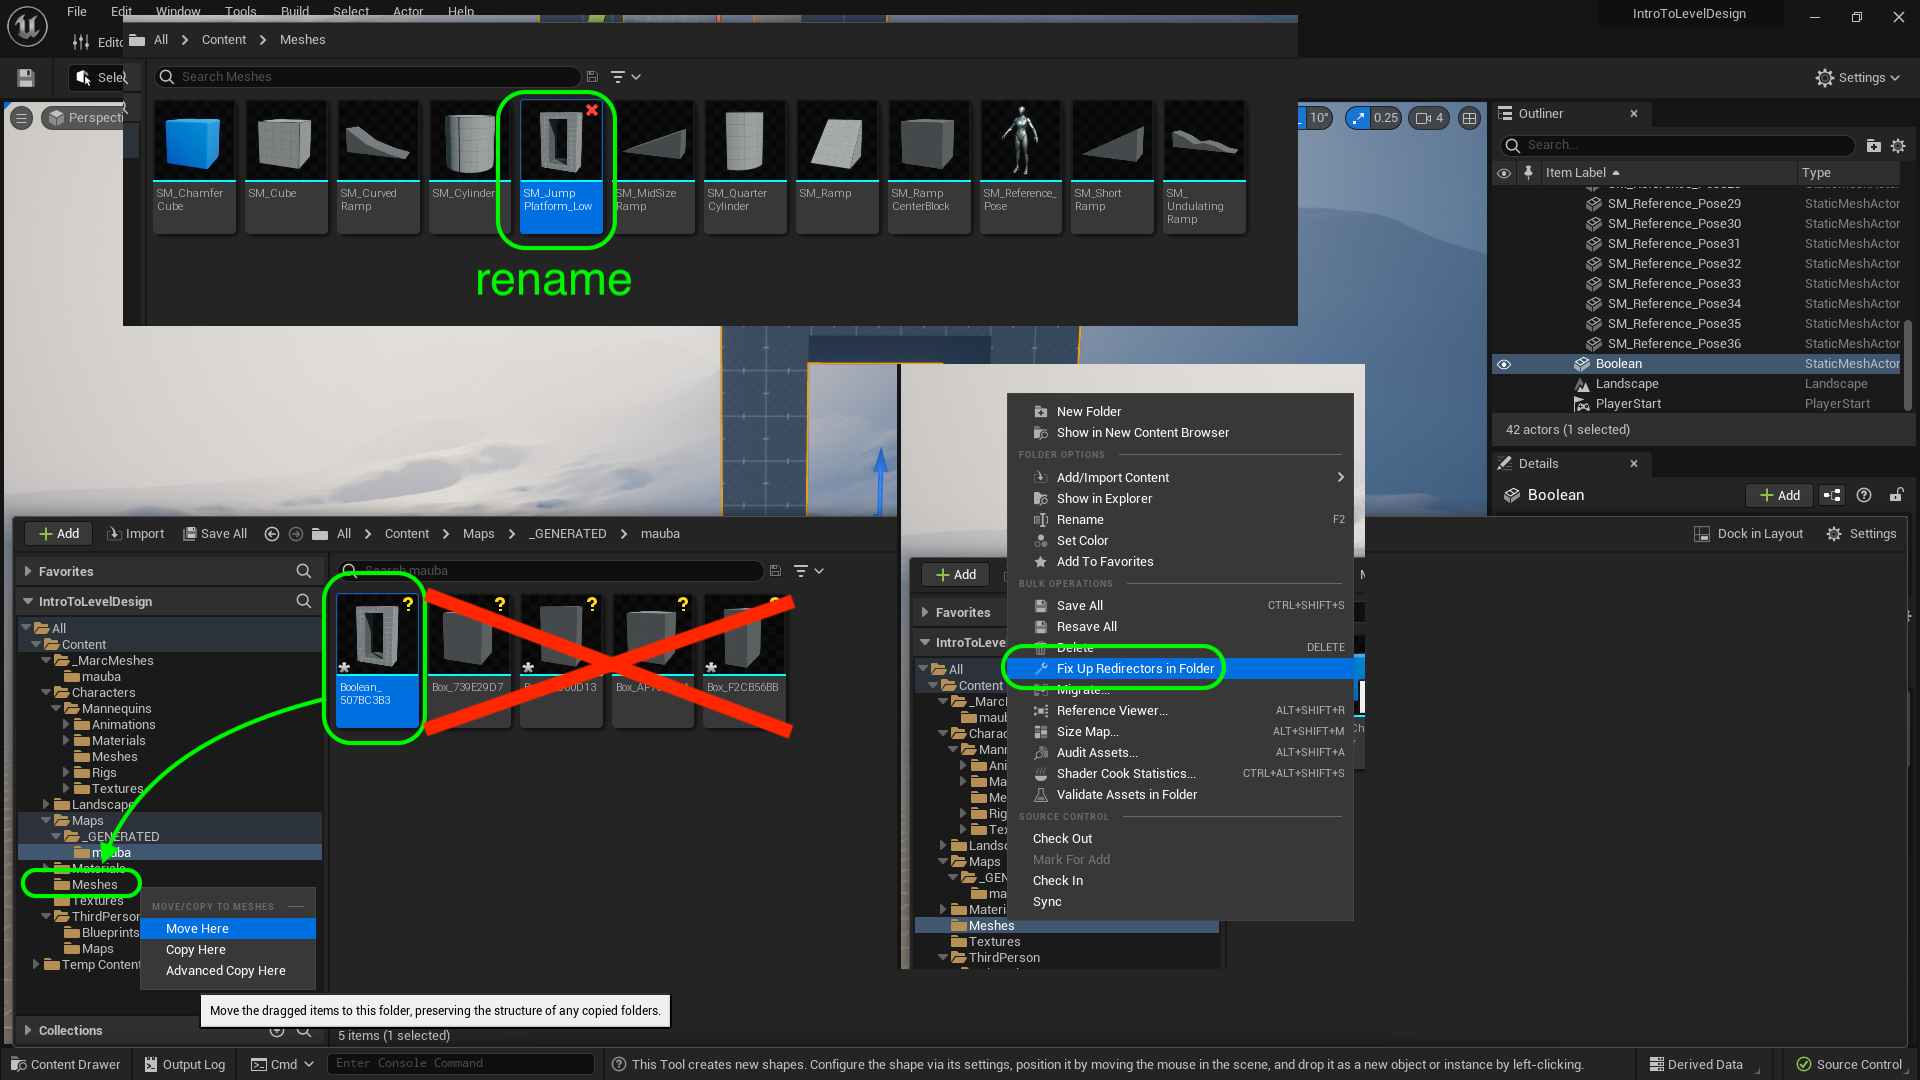 File Edit Window Tools Build Select Actor Help
IntroToLevelDesign
All > Content > Meshes
Search Meshes
Settings
Perspecti
10°
0.25
4
SM_Chamfer
Cube
SM_Cube
SM_Curved
Ramp
SM_Cylinder
SM_Jump
Platform_Low
SM_MidSize
Ramp
SM_Quarter
Cylinder
SM_Ramp
SM_Ramp
CenterBlock
SM_Reference_
Pose
SM_Short
Ramp
SM_
Undulating
Ramp
rename
Outliner
Search...
Item Label Type
SM_Reference_Pose29 StaticMeshActor
SM_Reference_Pose30 StaticMeshActor
SM_Reference_Pose31 StaticMeshActor
SM_Reference_Pose32 StaticMeshActor
SM_Reference_Pose33 StaticMeshActor
SM_Reference_Pose34 StaticMeshActor
SM_Reference_Pose35 StaticMeshActor
SM_Reference_Pose36 StaticMeshActor
Boolean StaticMeshActor
Landscape Landscape
PlayerStart PlayerStart
42 actors (1 selected)
Details
Boolean
+ Add
+ Add Import Save All All > Content > Maps > _GENERATED > mauba
Dock in Layout Settings
Favorites
IntroToLevelDesign
All
Content
_MarcMeshes
mauba
Characters
Mannequins
Animations
Materials
Meshes
Rigs
Textures
Landscape
Maps
_GENERATED
mauba
Materials
Meshes
Textures
ThirdPerson
Blueprints
Maps
Temp Content
Collections
MOVE/COPY TO MESHES
Move Here
Copy Here
Advanced Copy Here
Move the dragged items to this folder, preserving the structure of any copied folders.
Search mauba
Boolean_
507BC3B3
Box_739E29D7
Box_F2CB56BB
5 items (1 selected)
New Folder
Show in New Content Browser
FOLDER OPTIONS
Add/Import Content
Show in Explorer
Rename F2
Set Color
Add To Favorites
BULK OPERATIONS
Save All CTRL+SHIFT+S
Resave All
Delete DELETE
Fix Up Redirectors in Folder
Migrate...
Reference Viewer... ALT+SHIFT+R
Size Map... ALT+SHIFT+M
Audit Assets... ALT+SHIFT+A
Shader Cook Statistics... CTRL+ALT+SHIFT+S
Validate Assets in Folder
SOURCE CONTROL
Check Out
Mark For Add
Check In
Sync
+ Add
Favorites
IntroToLe
All
Content
_March
maub
Charac
Mann
Ani
Ma
Me
Rig
Tex
Landsc
Maps
_GEN
ma
Materi
Meshes
Textures
ThirdPerson
Content Drawer Output Log Cmd Enter Console Command
This Tool creates new shapes. Configure the shape via its settings, position it by moving the mouse in the scene, and drop it as a new object or instance by left-clicking.
Derived Data Source Control